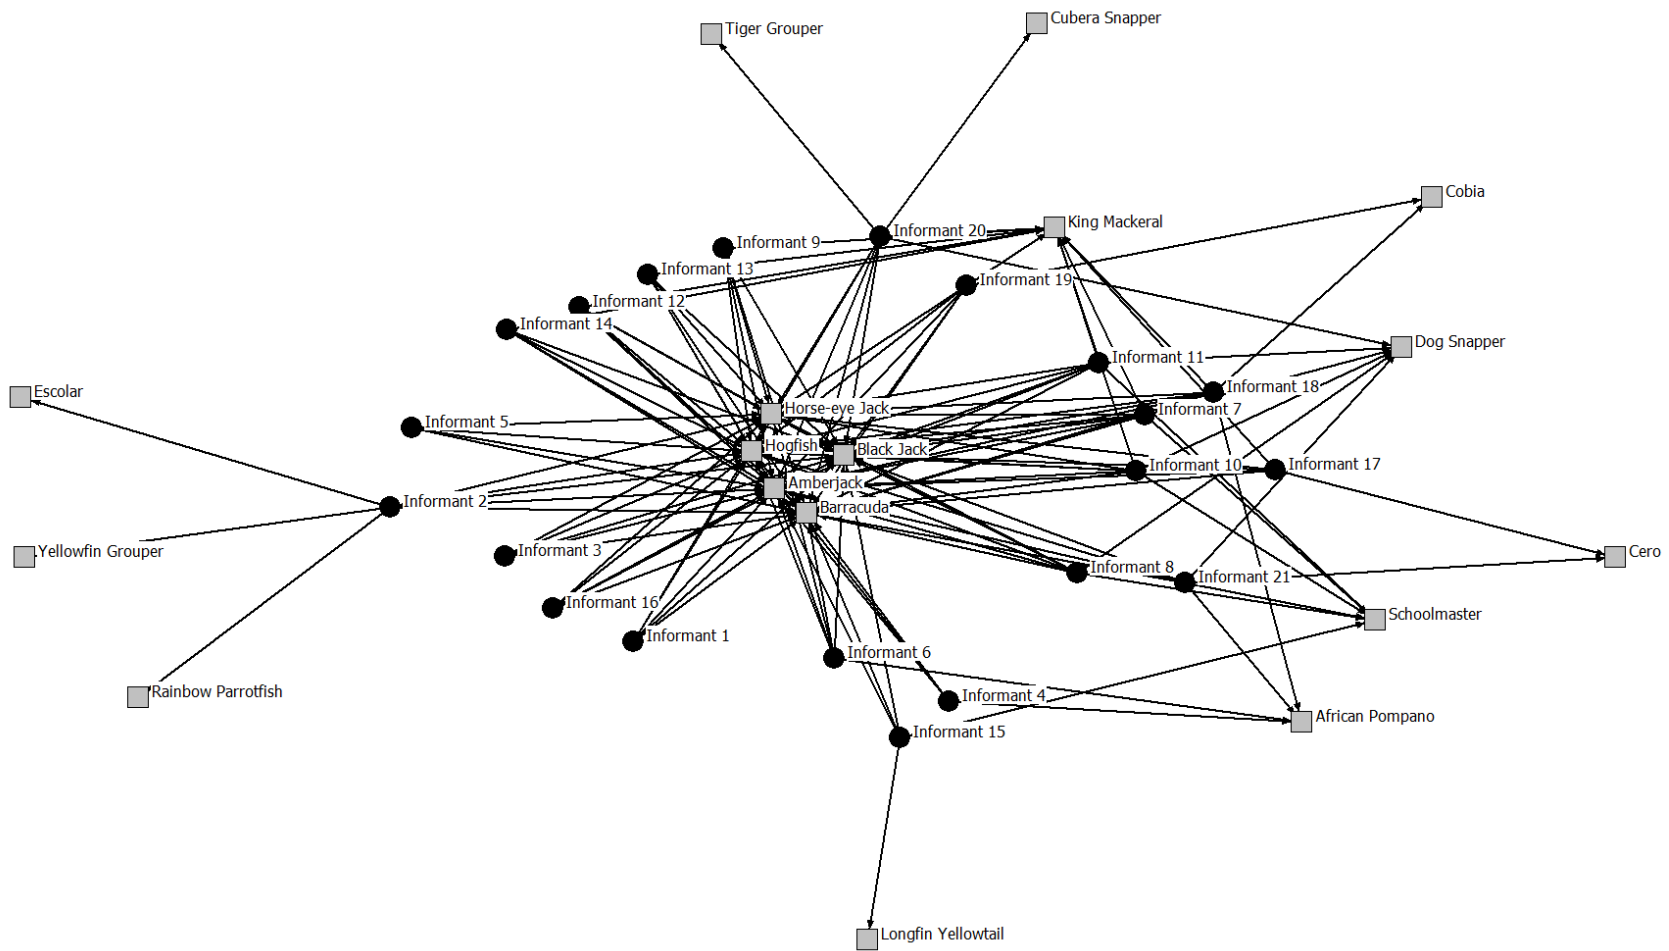 Cubera Snapper
Tiger Grouper
Cobia
King Mackeral
Informant 20
Informant 9
Informant 13
Informant 19
Informant 12
Informant 14
Dog Snapper
Informant 11
Informant 18
Escolar
Horse-eye Jack
Informant 7
Informant 5
Hogfish
Black Jack
Informant 10
Informant 17
Amberjack
Informant 2
Barracuda
Informant 3
Yellowfin Grouper
Cero
Informant 8
Informant 21
Informant 16
Schoolmaster
Informant 1
Informant 6
Rainbow Parrotfish
Informant 4
African Pompano
Informant 15
Longfin Yellowtail